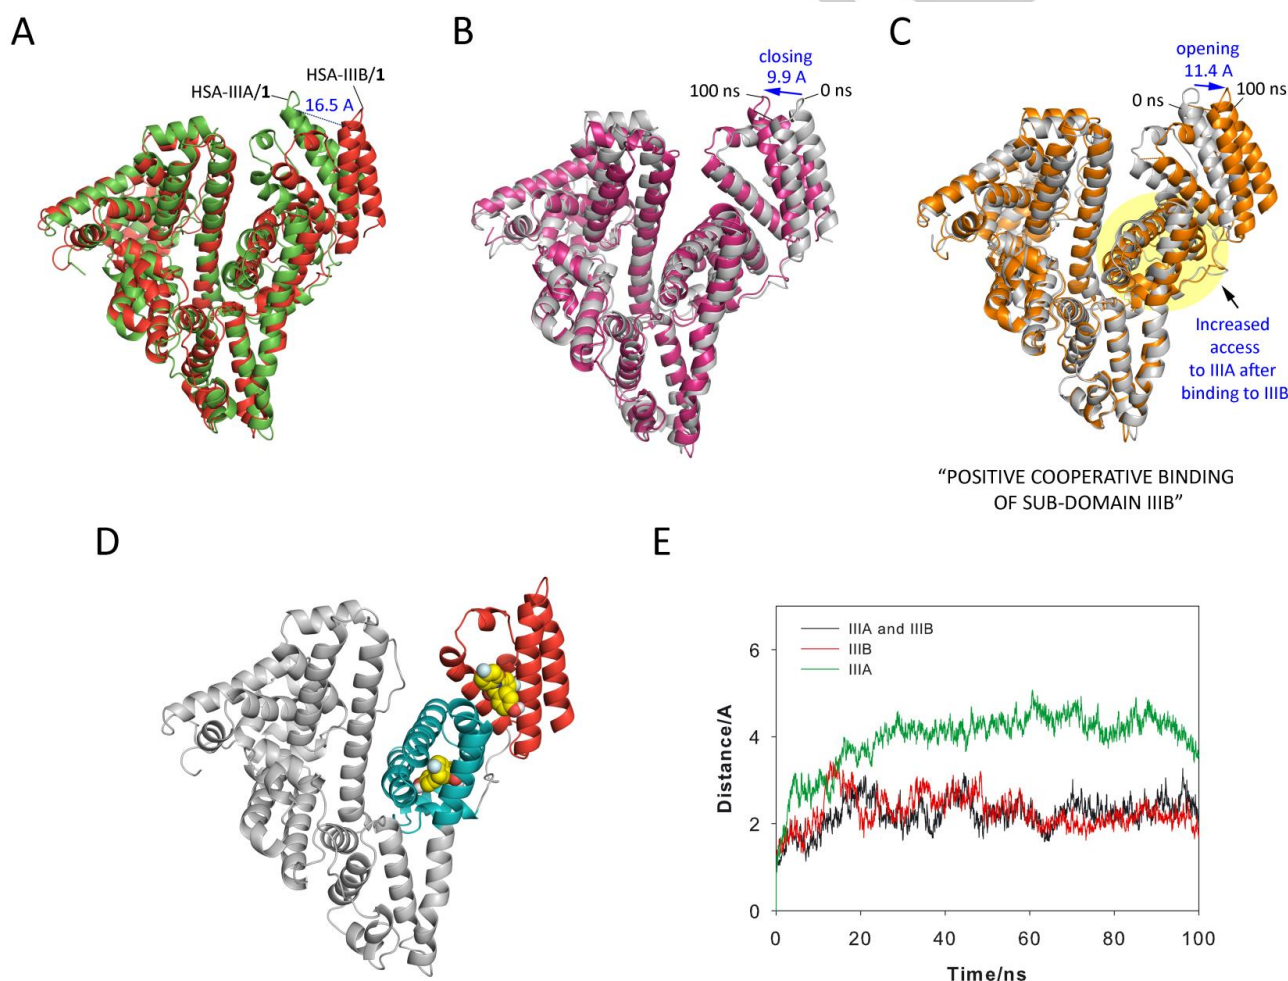 A
HSA-IIIA/1
HSA-IIIB/1
16.5 A
B
closing
9.9 A
100 ns
0 ns
C
opening
11.4 A
0 ns
100 ns
Increased
access
to IIIA after
binding to IIIB
“POSITIVE COOPERATIVE BINDING
OF SUB-DOMAIN IIIB”
D
E
IIIA and IIIB
IIIB
IIIA
Distance/A
6
4
2
0
0 20 40 60 80 100
Time/ns